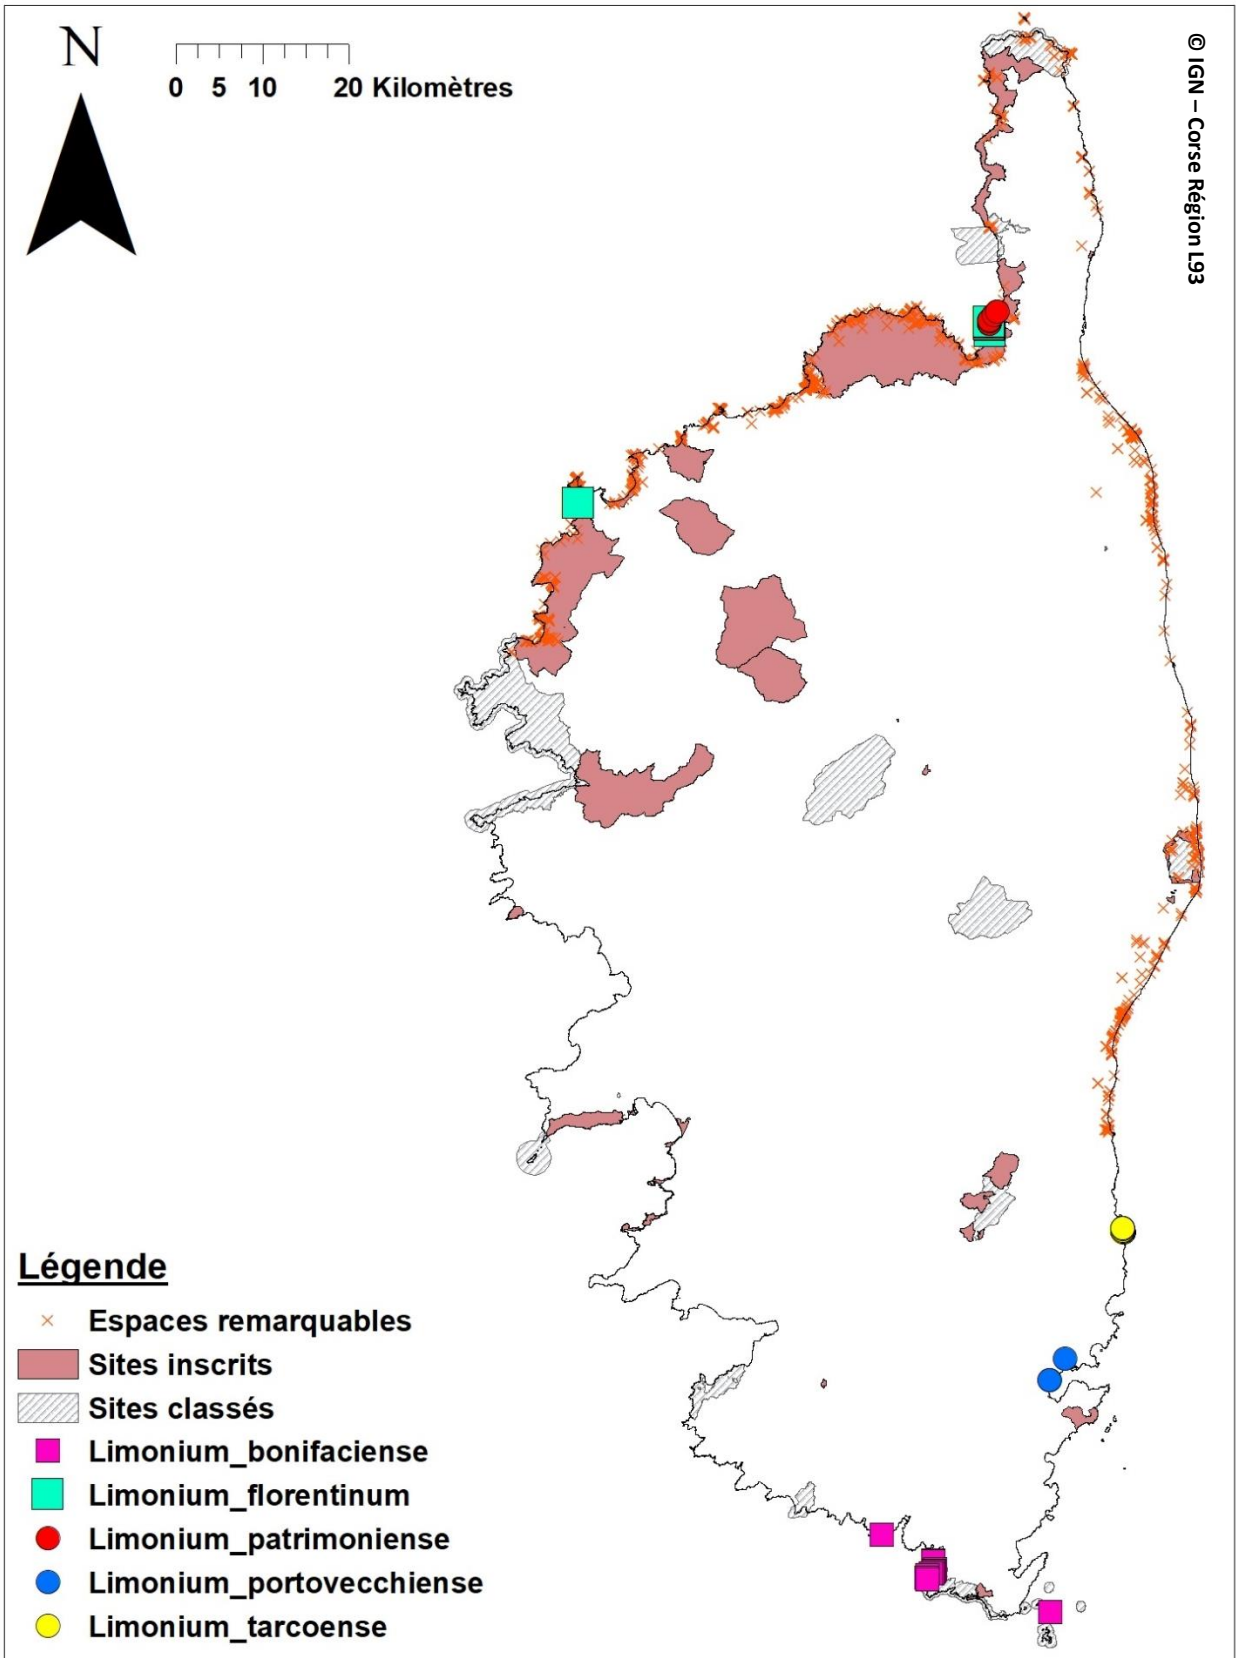 N
0 5 10 20 Kilomètres
© IGN – Corse Région L93
Légende
Espaces remarquables
Sites inscrits
Sites classés
Limonium_bonifaciense
Limonium_florentinum
Limonium_patrimoniense
Limonium_portovecchiense
Limonium_tarcoense